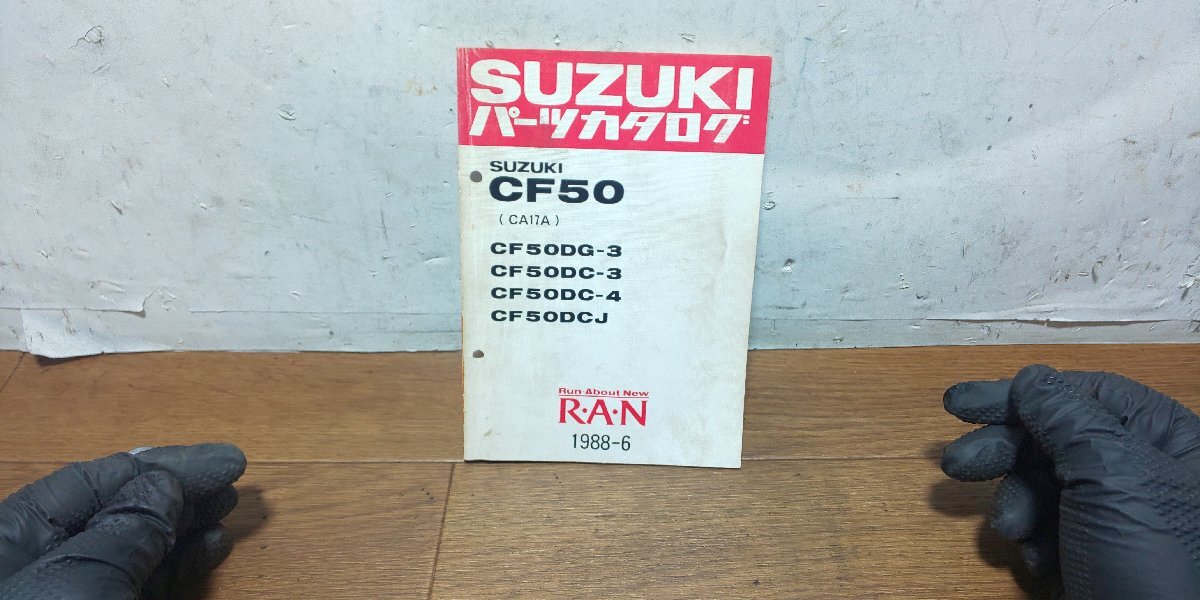 SUZUKI
パーツカタログ
SUZUKI
CF50
(CA17A)
CF50DG-3
CF50DC-3
CF50DC-4
CF50DCJ
Run About New
R·A·N
1988-6